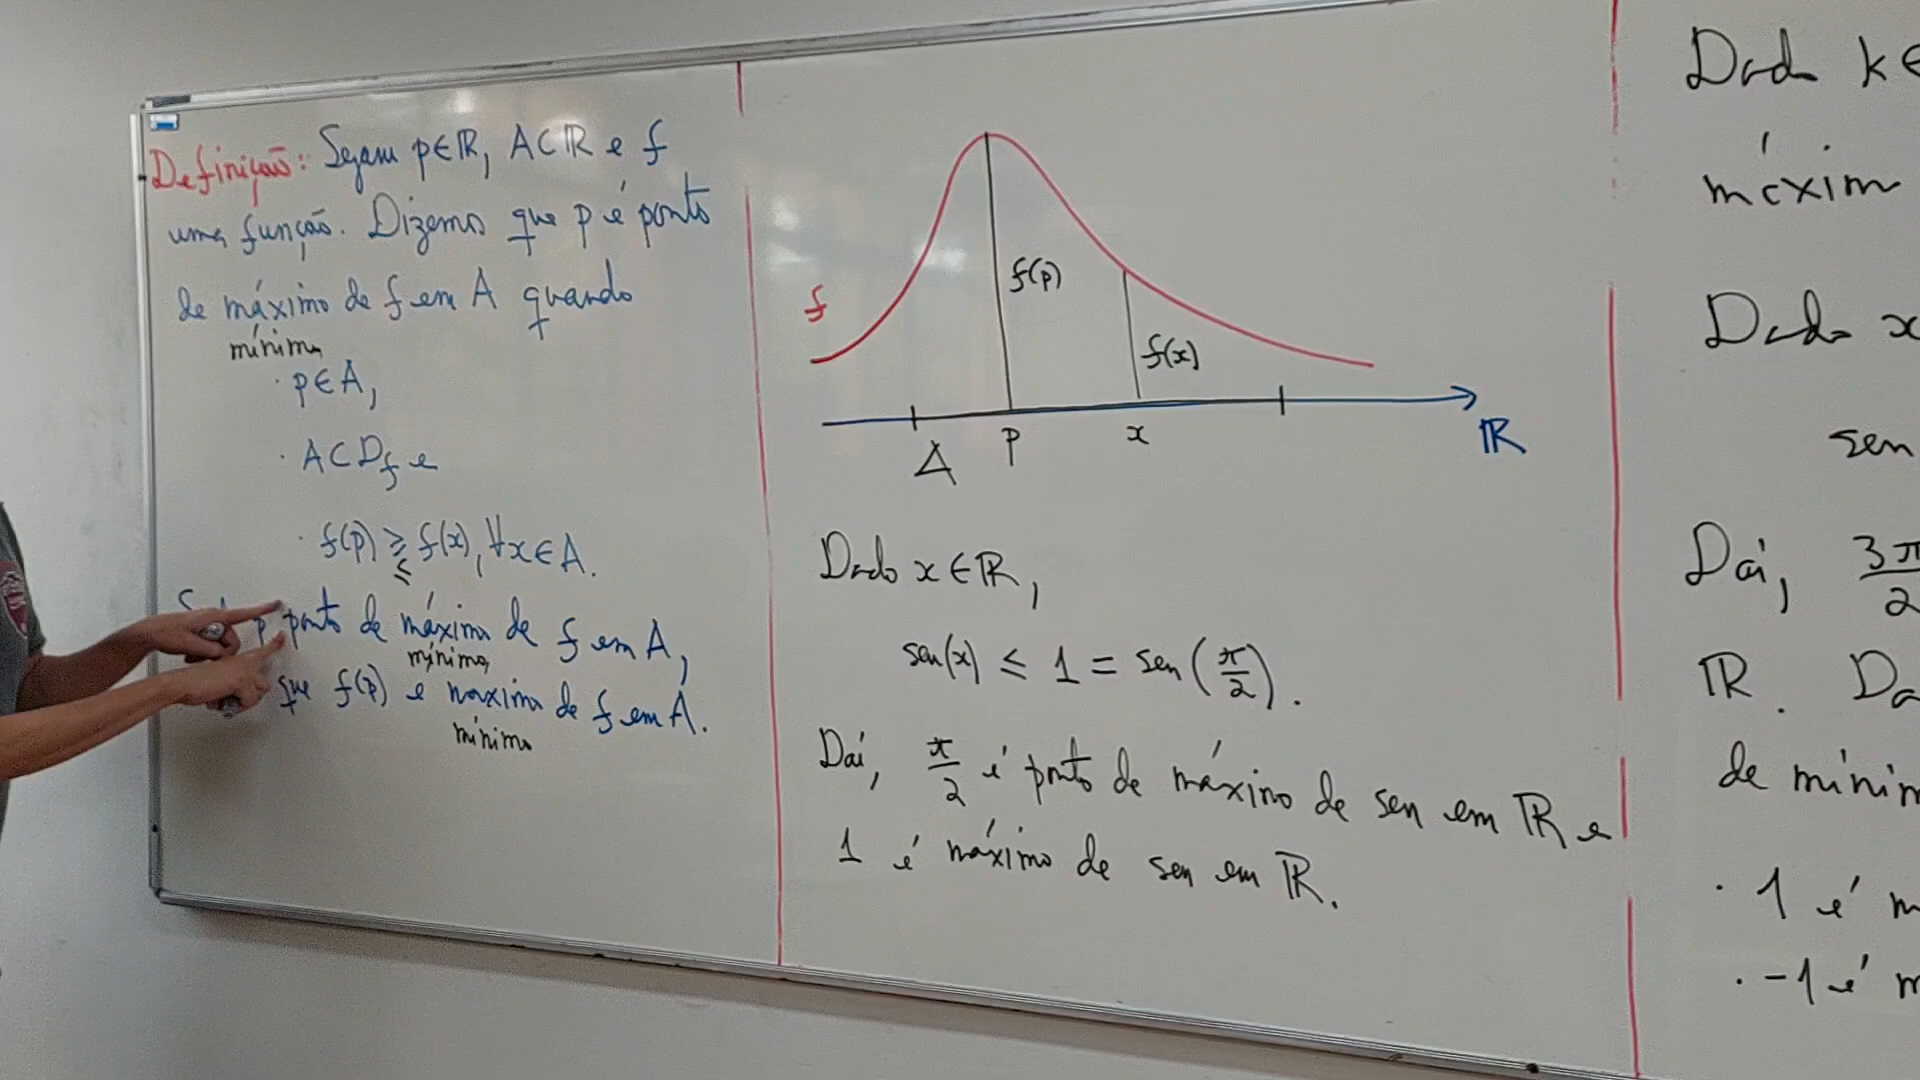 Definição: Sejam p∈ℝ, A⊂ℝ e f
uma função. Dizemos que p é ponto
de máximo de f em A quando
mínimo
· p∈A,
· A⊂D_f e
· f(p) ≥ f(x), ∀x∈A.
≤
p ponto de máximo de f em A,
mínimo
que f(p) é máximo de f em A.
mínimo
f
f(p)
f(x)
A p x ℝ
Dado x∈ℝ,
sen(x) ≤ 1 = sen(π/2).
Daí, π/2 é ponto de máximo de sen em ℝ e
1 é máximo de sen em ℝ.
Dado k∈
máxim
Dado x
sen
Daí, 3π/2
ℝ. Da
de mínim
· 1 é m
· -1 é m